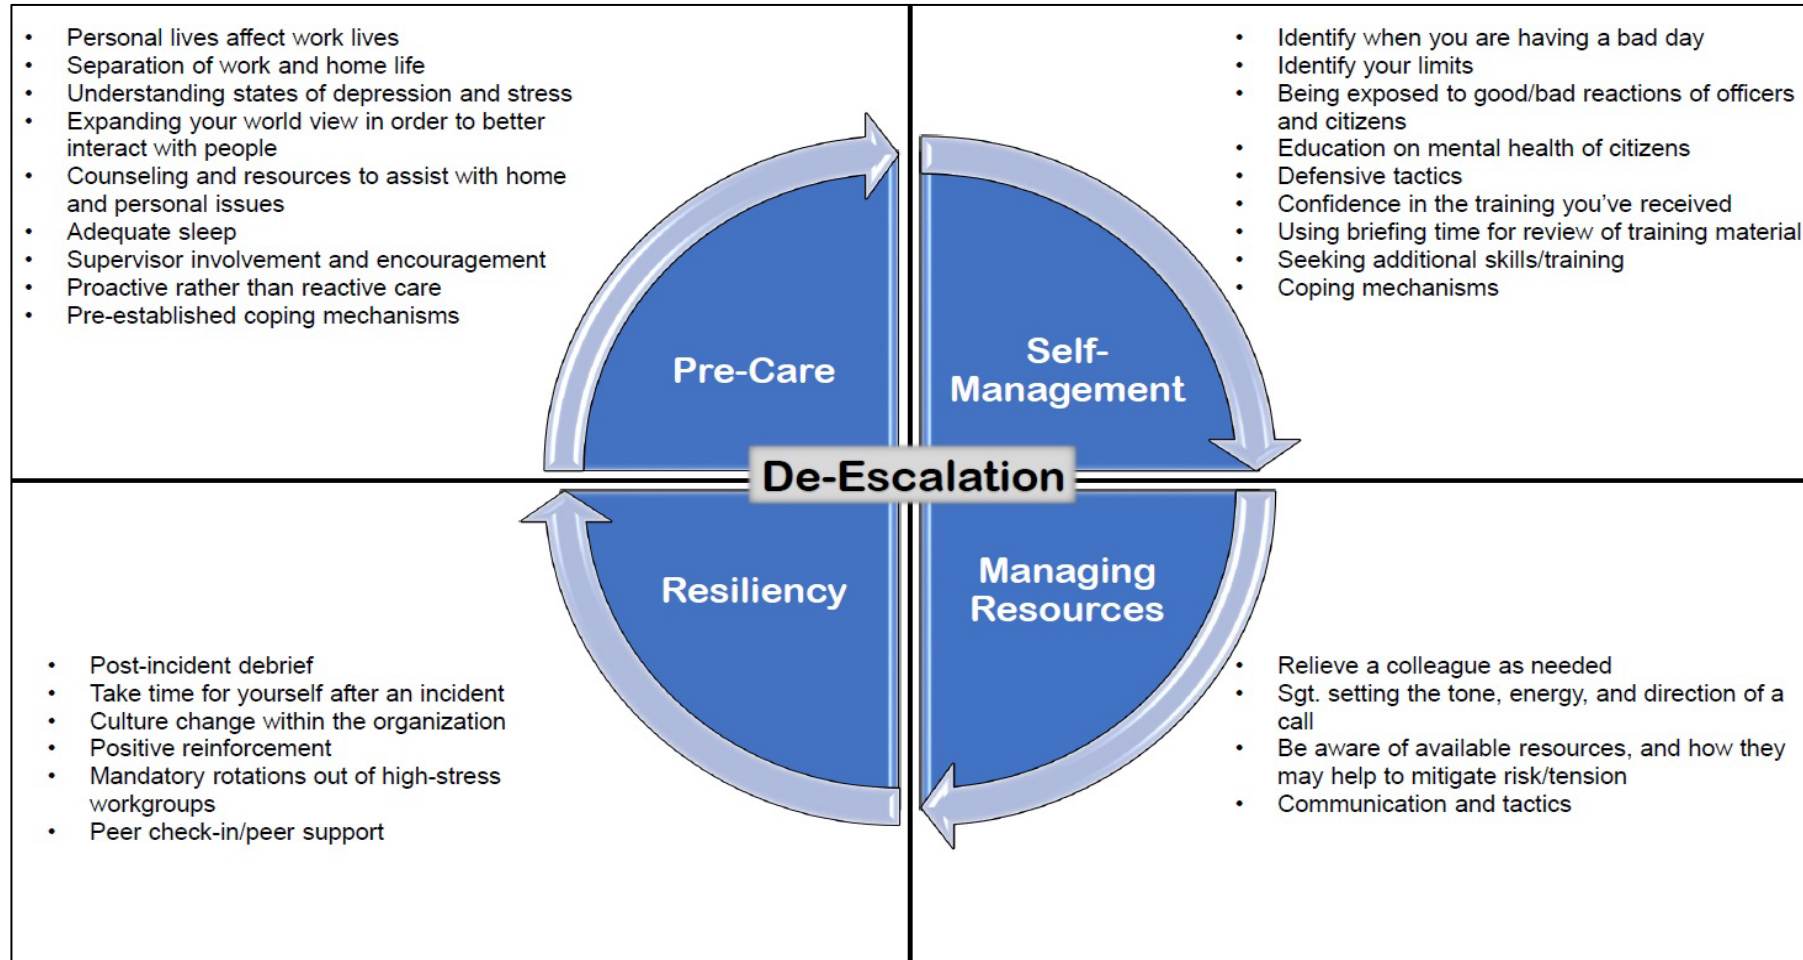 • Personal lives affect work lives
• Separation of work and home life
• Understanding states of depression and stress
• Expanding your world view in order to better
interact with people
• Counseling and resources to assist with home
and personal issues
• Adequate sleep
• Supervisor involvement and encouragement
• Proactive rather than reactive care
• Pre-established coping mechanisms
• Identify when you are having a bad day
• Identify your limits
• Being exposed to good/bad reactions of officers
and citizens
• Education on mental health of citizens
• Defensive tactics
• Confidence in the training you've received
• Using briefing time for review of training material
• Seeking additional skills/training
• Coping mechanisms
Pre-Care
Self-
Management
De-Escalation
Resiliency
Managing
Resources
• Post-incident debrief
• Take time for yourself after an incident
• Culture change within the organization
• Positive reinforcement
• Mandatory rotations out of high-stress
workgroups
• Peer check-in/peer support
• Relieve a colleague as needed
• Sgt. setting the tone, energy, and direction of a
call
• Be aware of available resources, and how they
may help to mitigate risk/tension
• Communication and tactics